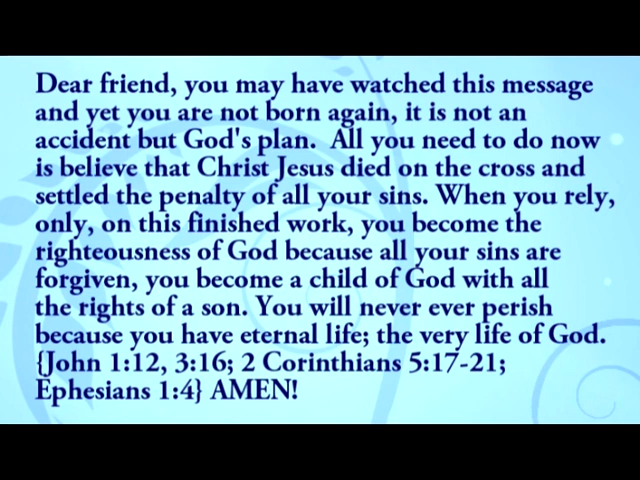 Dear friend, you may have watched this message
and yet you are not born again, it is not an
accident but God's plan.  All you need to do now
is believe that Christ Jesus died on the cross and
settled the penalty of all your sins. When you rely,
only, on this finished work, you become the
righteousness of God because all your sins are
forgiven, you become a child of God with all
the rights of a son. You will never ever perish
because you have eternal life; the very life of God.
{John 1:12, 3:16; 2 Corinthians 5:17-21;
Ephesians 1:4} AMEN!